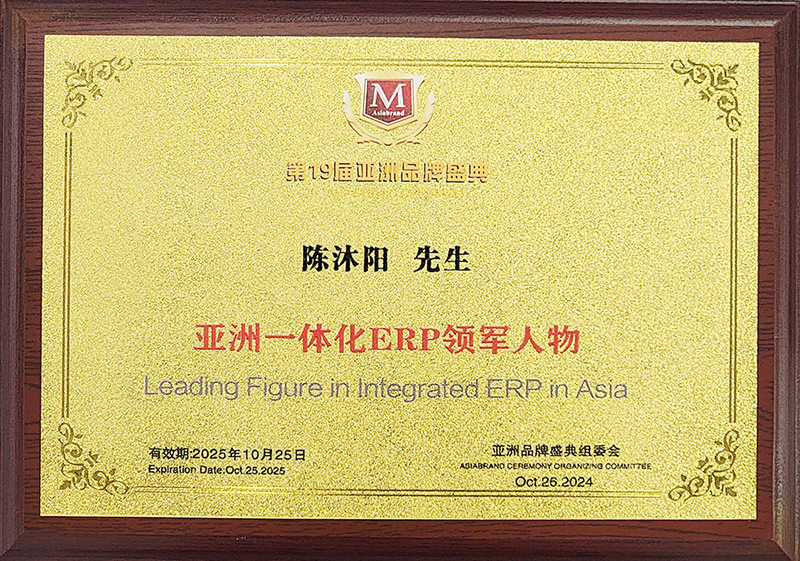 M
Asiabrand
第19届亚洲品牌盛典
陈沐阳 先生
亚洲一体化ERP领军人物
Leading Figure in Integrated ERP in Asia
有效期:2025年10月25日
Expiration Date:Oct.25.2025
亚洲品牌盛典组委会
ASIABRAND CEREMONY ORGANIZING COMMITTEE
Oct.26.2024